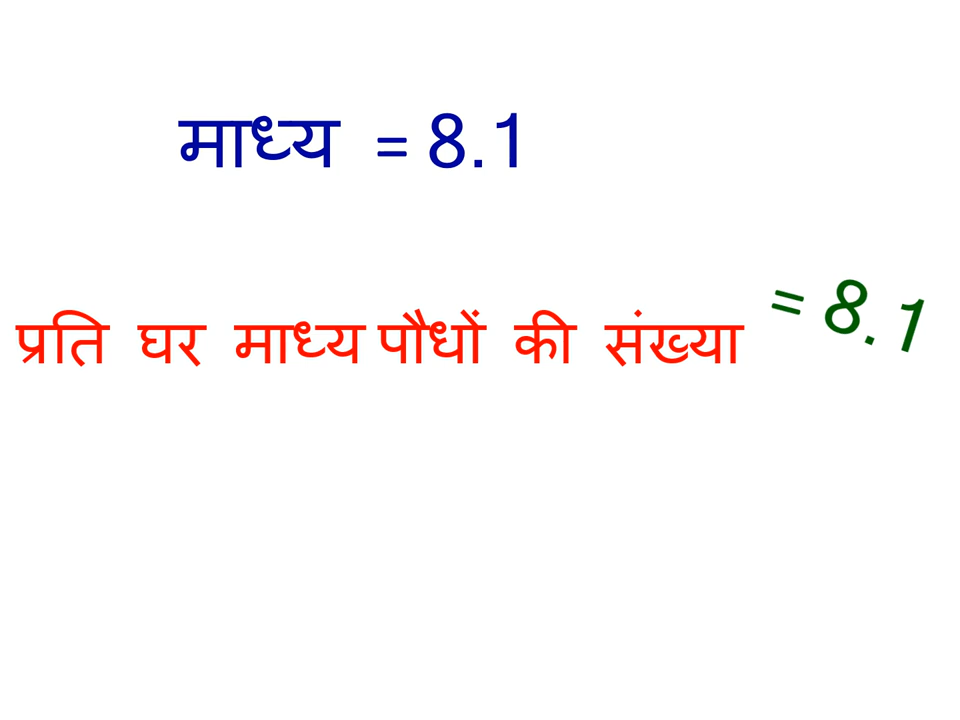 माध्य = 8.1
प्रति घर माध्य पौधों की संख्या = 8.1